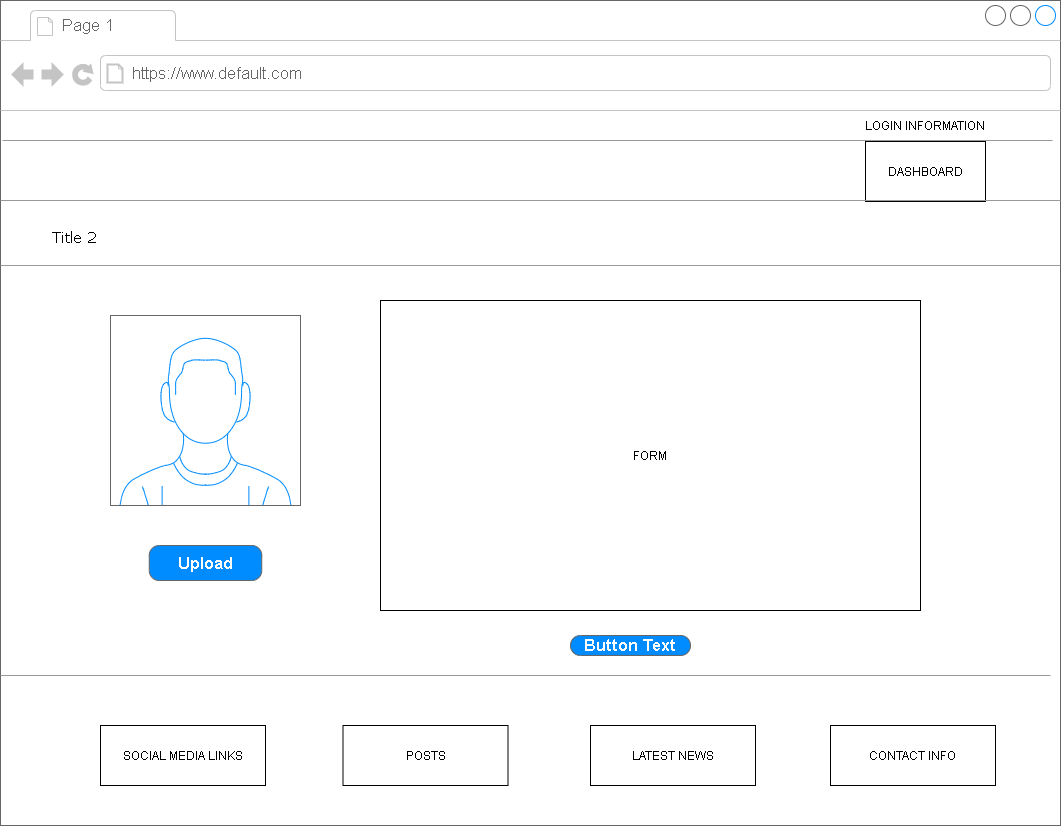 Page 1
https://www.default.com
LOGIN INFORMATION
DASHBOARD
Title 2
FORM
Upload
Button Text
SOCIAL MEDIA LINKS
POSTS
LATEST NEWS
CONTACT INFO